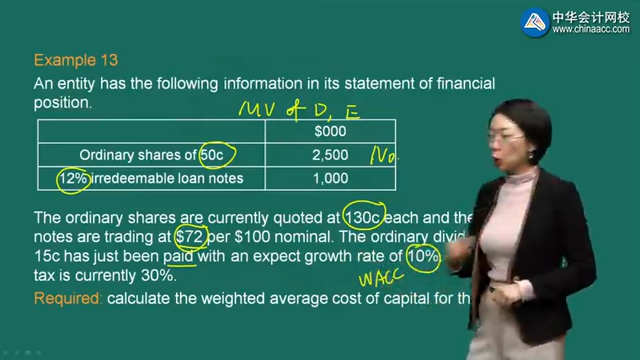 中华会计网校
www.chinaacc.com
Example 13
An entity has the following information in its statement of financial
position.
MV of D, E
$000
Ordinary shares of 50c 2,500 No.
12% irredeemable loan notes 1,000
The ordinary shares are currently quoted at 130c each and the
notes are trading at $72 per $100 nominal. The ordinary divid
15c has just been paid with an expect growth rate of 10%
tax is currently 30%.
WACC
Required: calculate the weighted average cost of capital for th